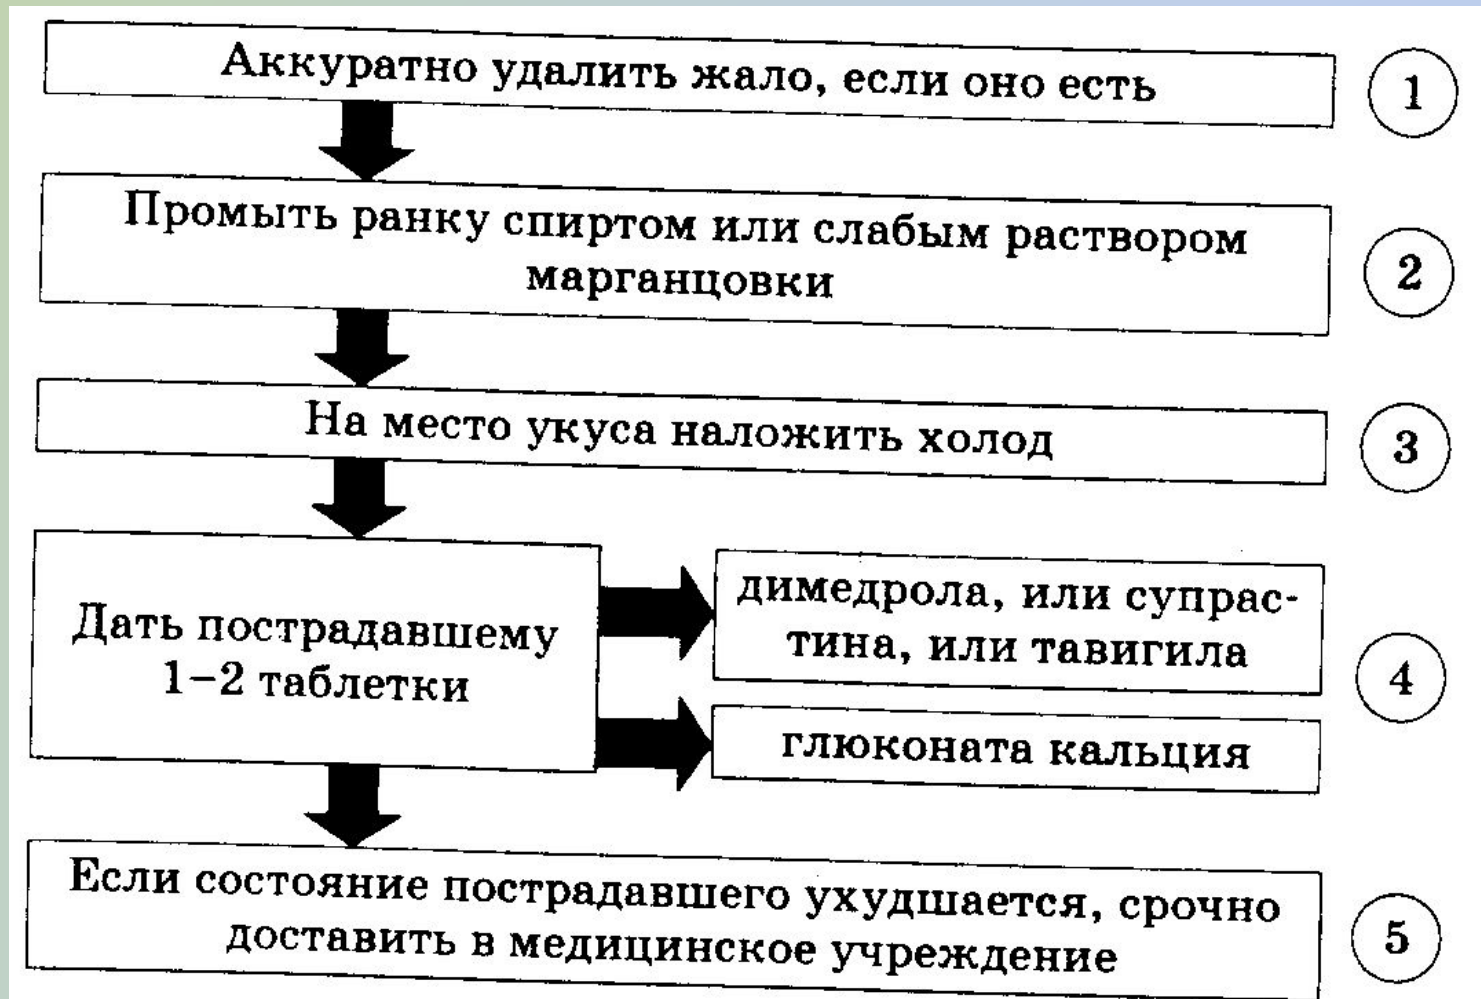 Аккуратно удалить жало, если оно есть
1
Промыть ранку спиртом или слабым раствором
марганцовки
2
На место укуса наложить холод
3
Дать пострадавшему
1–2 таблетки
димедрола, или супрас-
тина, или тавигила
глюконата кальция
4
Если состояние пострадавшего ухудшается, срочно
доставить в медицинское учреждение
5